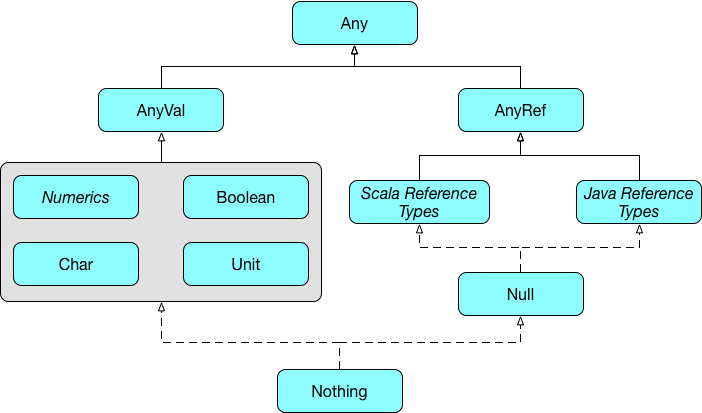 Any
AnyVal
AnyRef
Numerics
Boolean
Scala Reference
Types
Java Reference
Types
Char
Unit
Null
Nothing